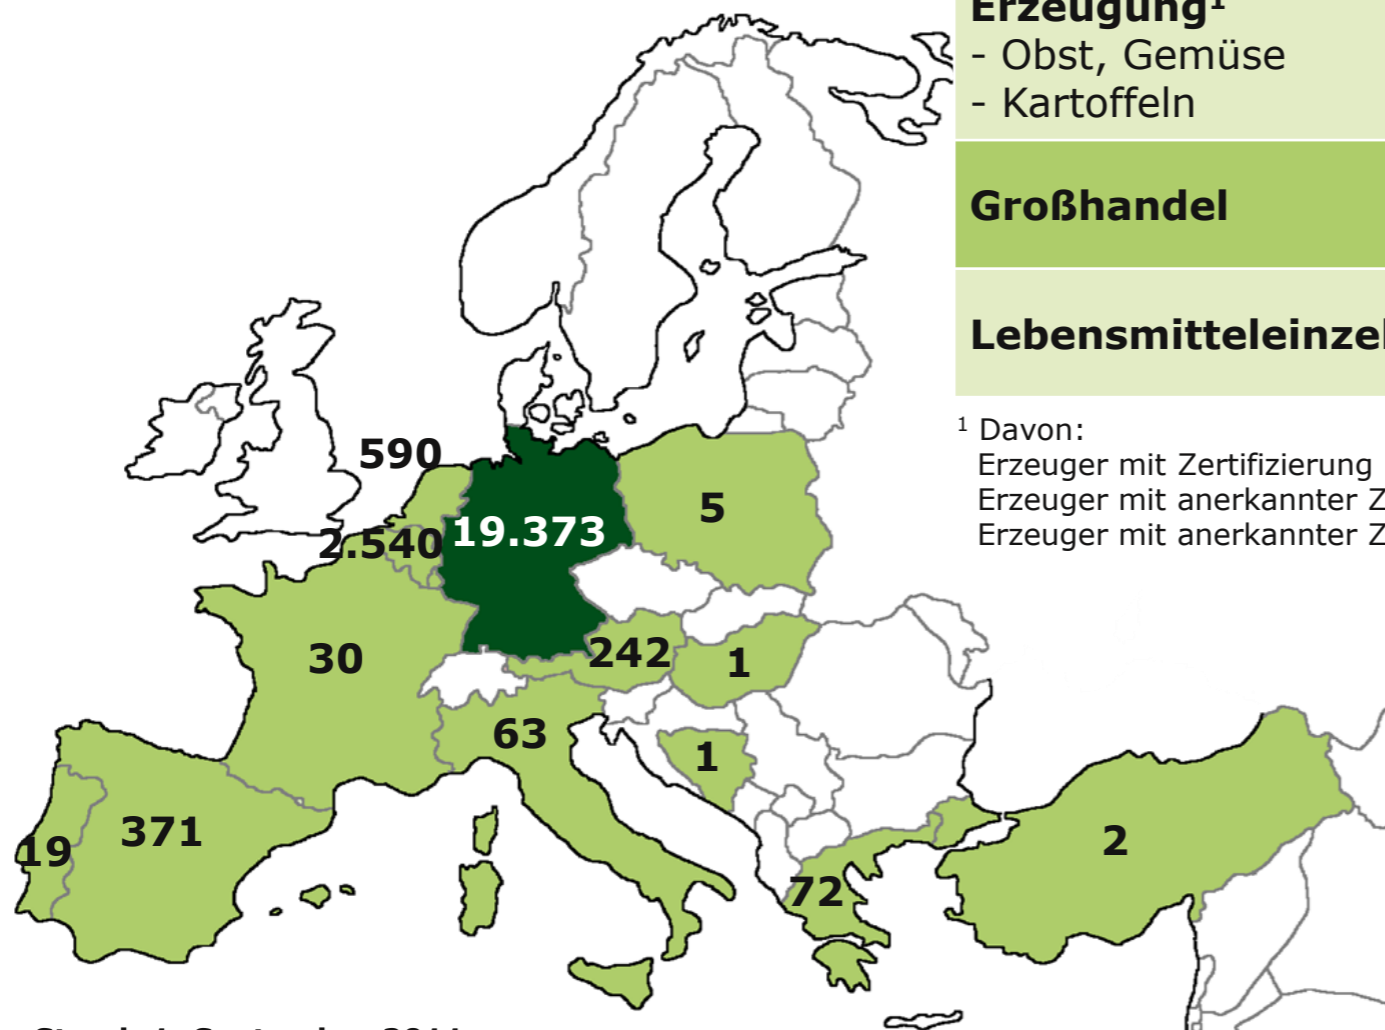 Erzeugung¹
- Obst, Gemüse
- Kartoffeln
Großhandel
Lebensmitteleinzel
¹ Davon:
Erzeuger mit Zertifizierung
Erzeuger mit anerkannter Z
Erzeuger mit anerkannter Z
590
19.373
5
2.540
30
242
1
63
1
371
19
2
72